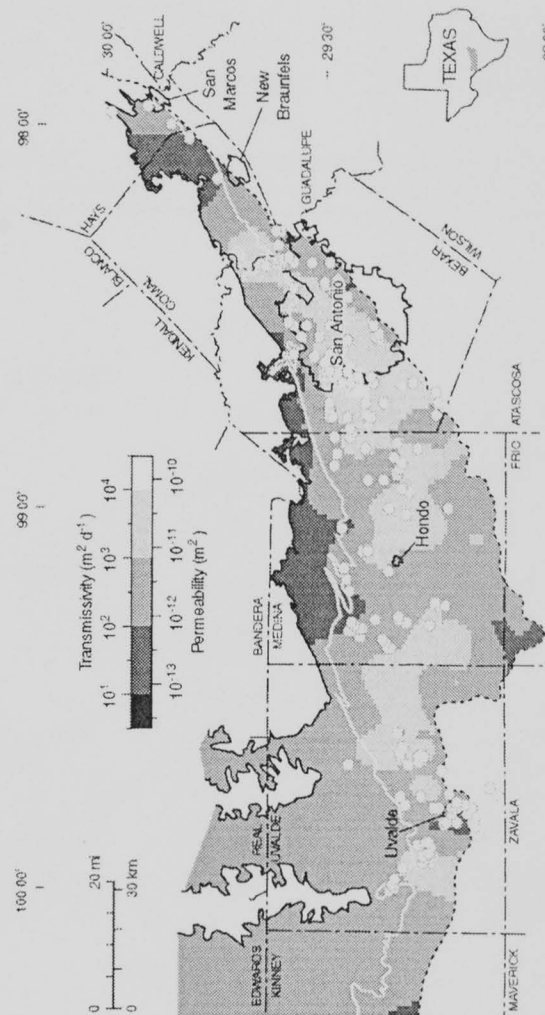 100 00'
99 00'
98 00'
0 20 mi
0 30 km
Transmissivity (m² d⁻¹)
10¹ 10² 10³ 10⁴
10⁻¹³ 10⁻¹² 10⁻¹¹ 10⁻¹⁰
Permeability (m²)
30 00'
29 30'
TEXAS
EDWARDS
KINNEY
REAL
UVALDE
BANDERA
MEDINA
KENDALL
COMAL
BLANCO
HAYS
CALDWELL
San
Marcos
New
Braunfels
GUADALUPE
San Antonio
BEXAR
WILSON
Hondo
Uvalde
MAVERICK
ZAVALA
FRIO
ATASCOSA